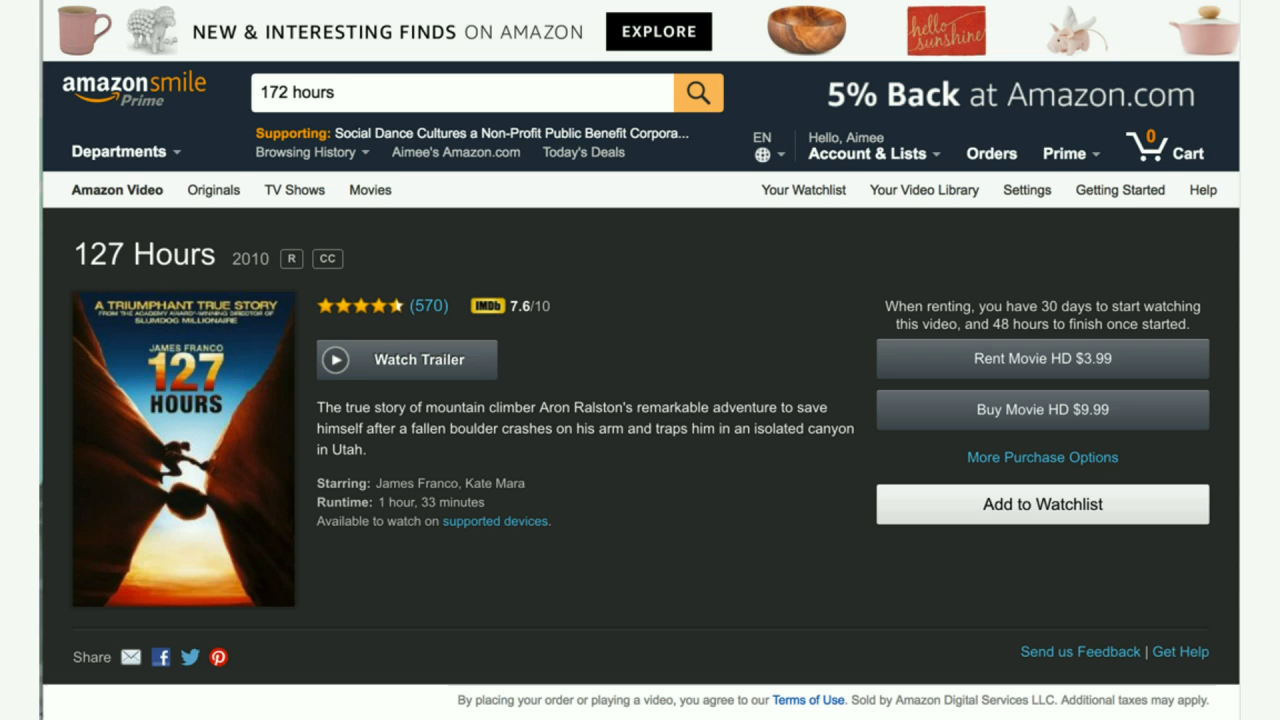 NEW & INTERESTING FINDS ON AMAZON
EXPLORE
hello sunshine
amazonsmile
Prime
172 hours
5% Back at Amazon.com
Supporting: Social Dance Cultures a Non-Profit Public Benefit Corpora...
Departments
Browsing History
Aimee's Amazon.com
Today's Deals
EN
Hello, Aimee
Account & Lists
Orders
Prime
0
Cart
Amazon Video
Originals
TV Shows
Movies
Your Watchlist
Your Video Library
Settings
Getting Started
Help
127 Hours 2010 R CC
A TRIUMPHANT TRUE STORY
FROM THE ACADEMY AWARD®-WINNING DIRECTOR OF
SLUMDOG MILLIONAIRE
JAMES FRANCO
127
HOURS
(570)
IMDb 7.6/10
Watch Trailer
The true story of mountain climber Aron Ralston's remarkable adventure to save
himself after a fallen boulder crashes on his arm and traps him in an isolated canyon
in Utah.
Starring: James Franco, Kate Mara
Runtime: 1 hour, 33 minutes
Available to watch on supported devices.
When renting, you have 30 days to start watching
this video, and 48 hours to finish once started.
Rent Movie HD $3.99
Buy Movie HD $9.99
More Purchase Options
Add to Watchlist
Share
Send us Feedback | Get Help
By placing your order or playing a video, you agree to our Terms of Use. Sold by Amazon Digital Services LLC. Additional taxes may apply.